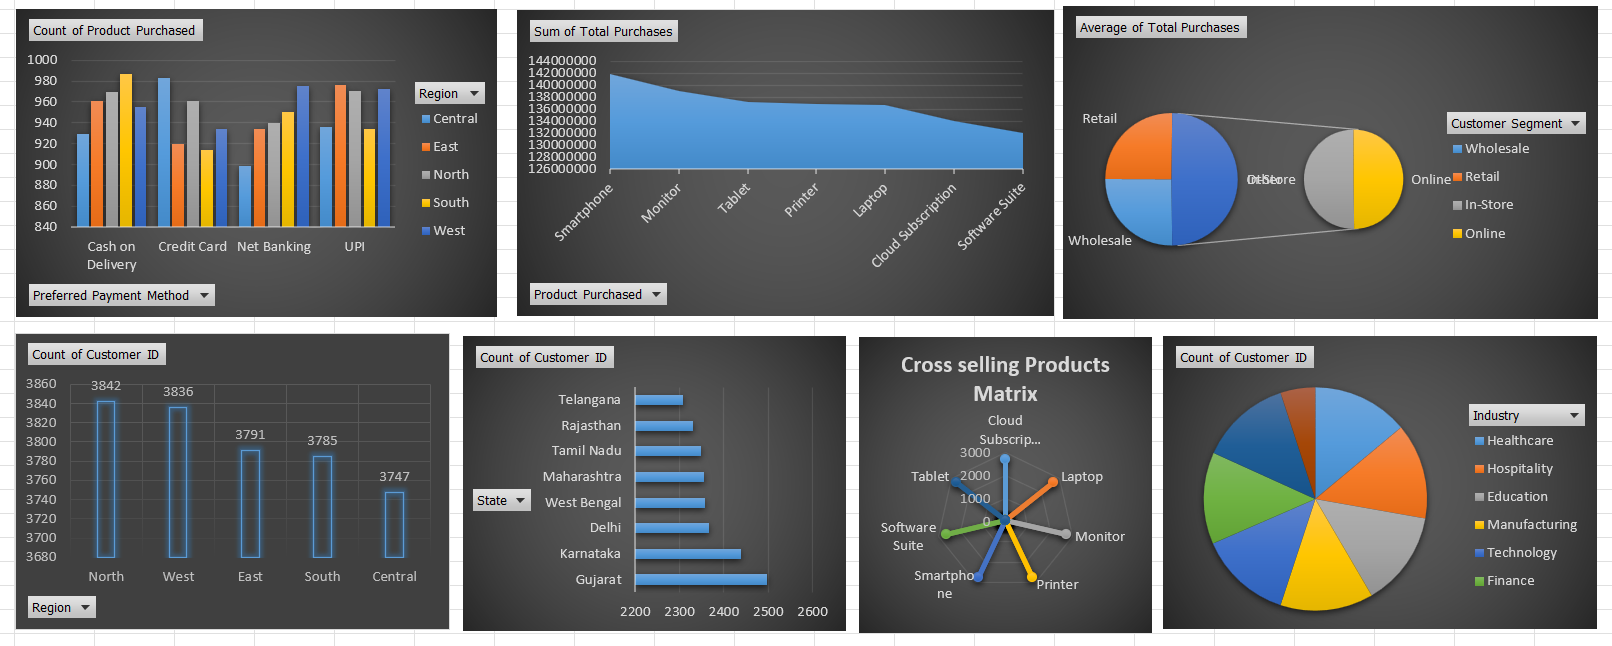 Count of Product Purchased
1000
980
960
940
920
900
880
860
840
Cash on
Delivery
Credit Card
Net Banking
UPI
Region
Central
East
North
South
West
Preferred Payment Method
Sum of Total Purchases
144000000
142000000
140000000
138000000
136000000
134000000
132000000
130000000
128000000
126000000
Smartphone
Monitor
Tablet
Printer
Laptop
Cloud Subscription
Software Suite
Product Purchased
Average of Total Purchases
Retail
Wholesale
Other
In-Store
Online
Customer Segment
Wholesale
Retail
In-Store
Online
Count of Customer ID
3860
3840
3820
3800
3780
3760
3740
3720
3700
3680
3842
3836
3791
3785
3747
North
West
East
South
Central
Region
Count of Customer ID
State
Telangana
Rajasthan
Tamil Nadu
Maharashtra
West Bengal
Delhi
Karnataka
Gujarat
2200
2300
2400
2500
2600
Cross selling Products
Matrix
Cloud
Subscrip...
3000
2000
1000
0
Laptop
Monitor
Printer
Smartpho
ne
Software
Suite
Tablet
Count of Customer ID
Industry
Healthcare
Hospitality
Education
Manufacturing
Technology
Finance